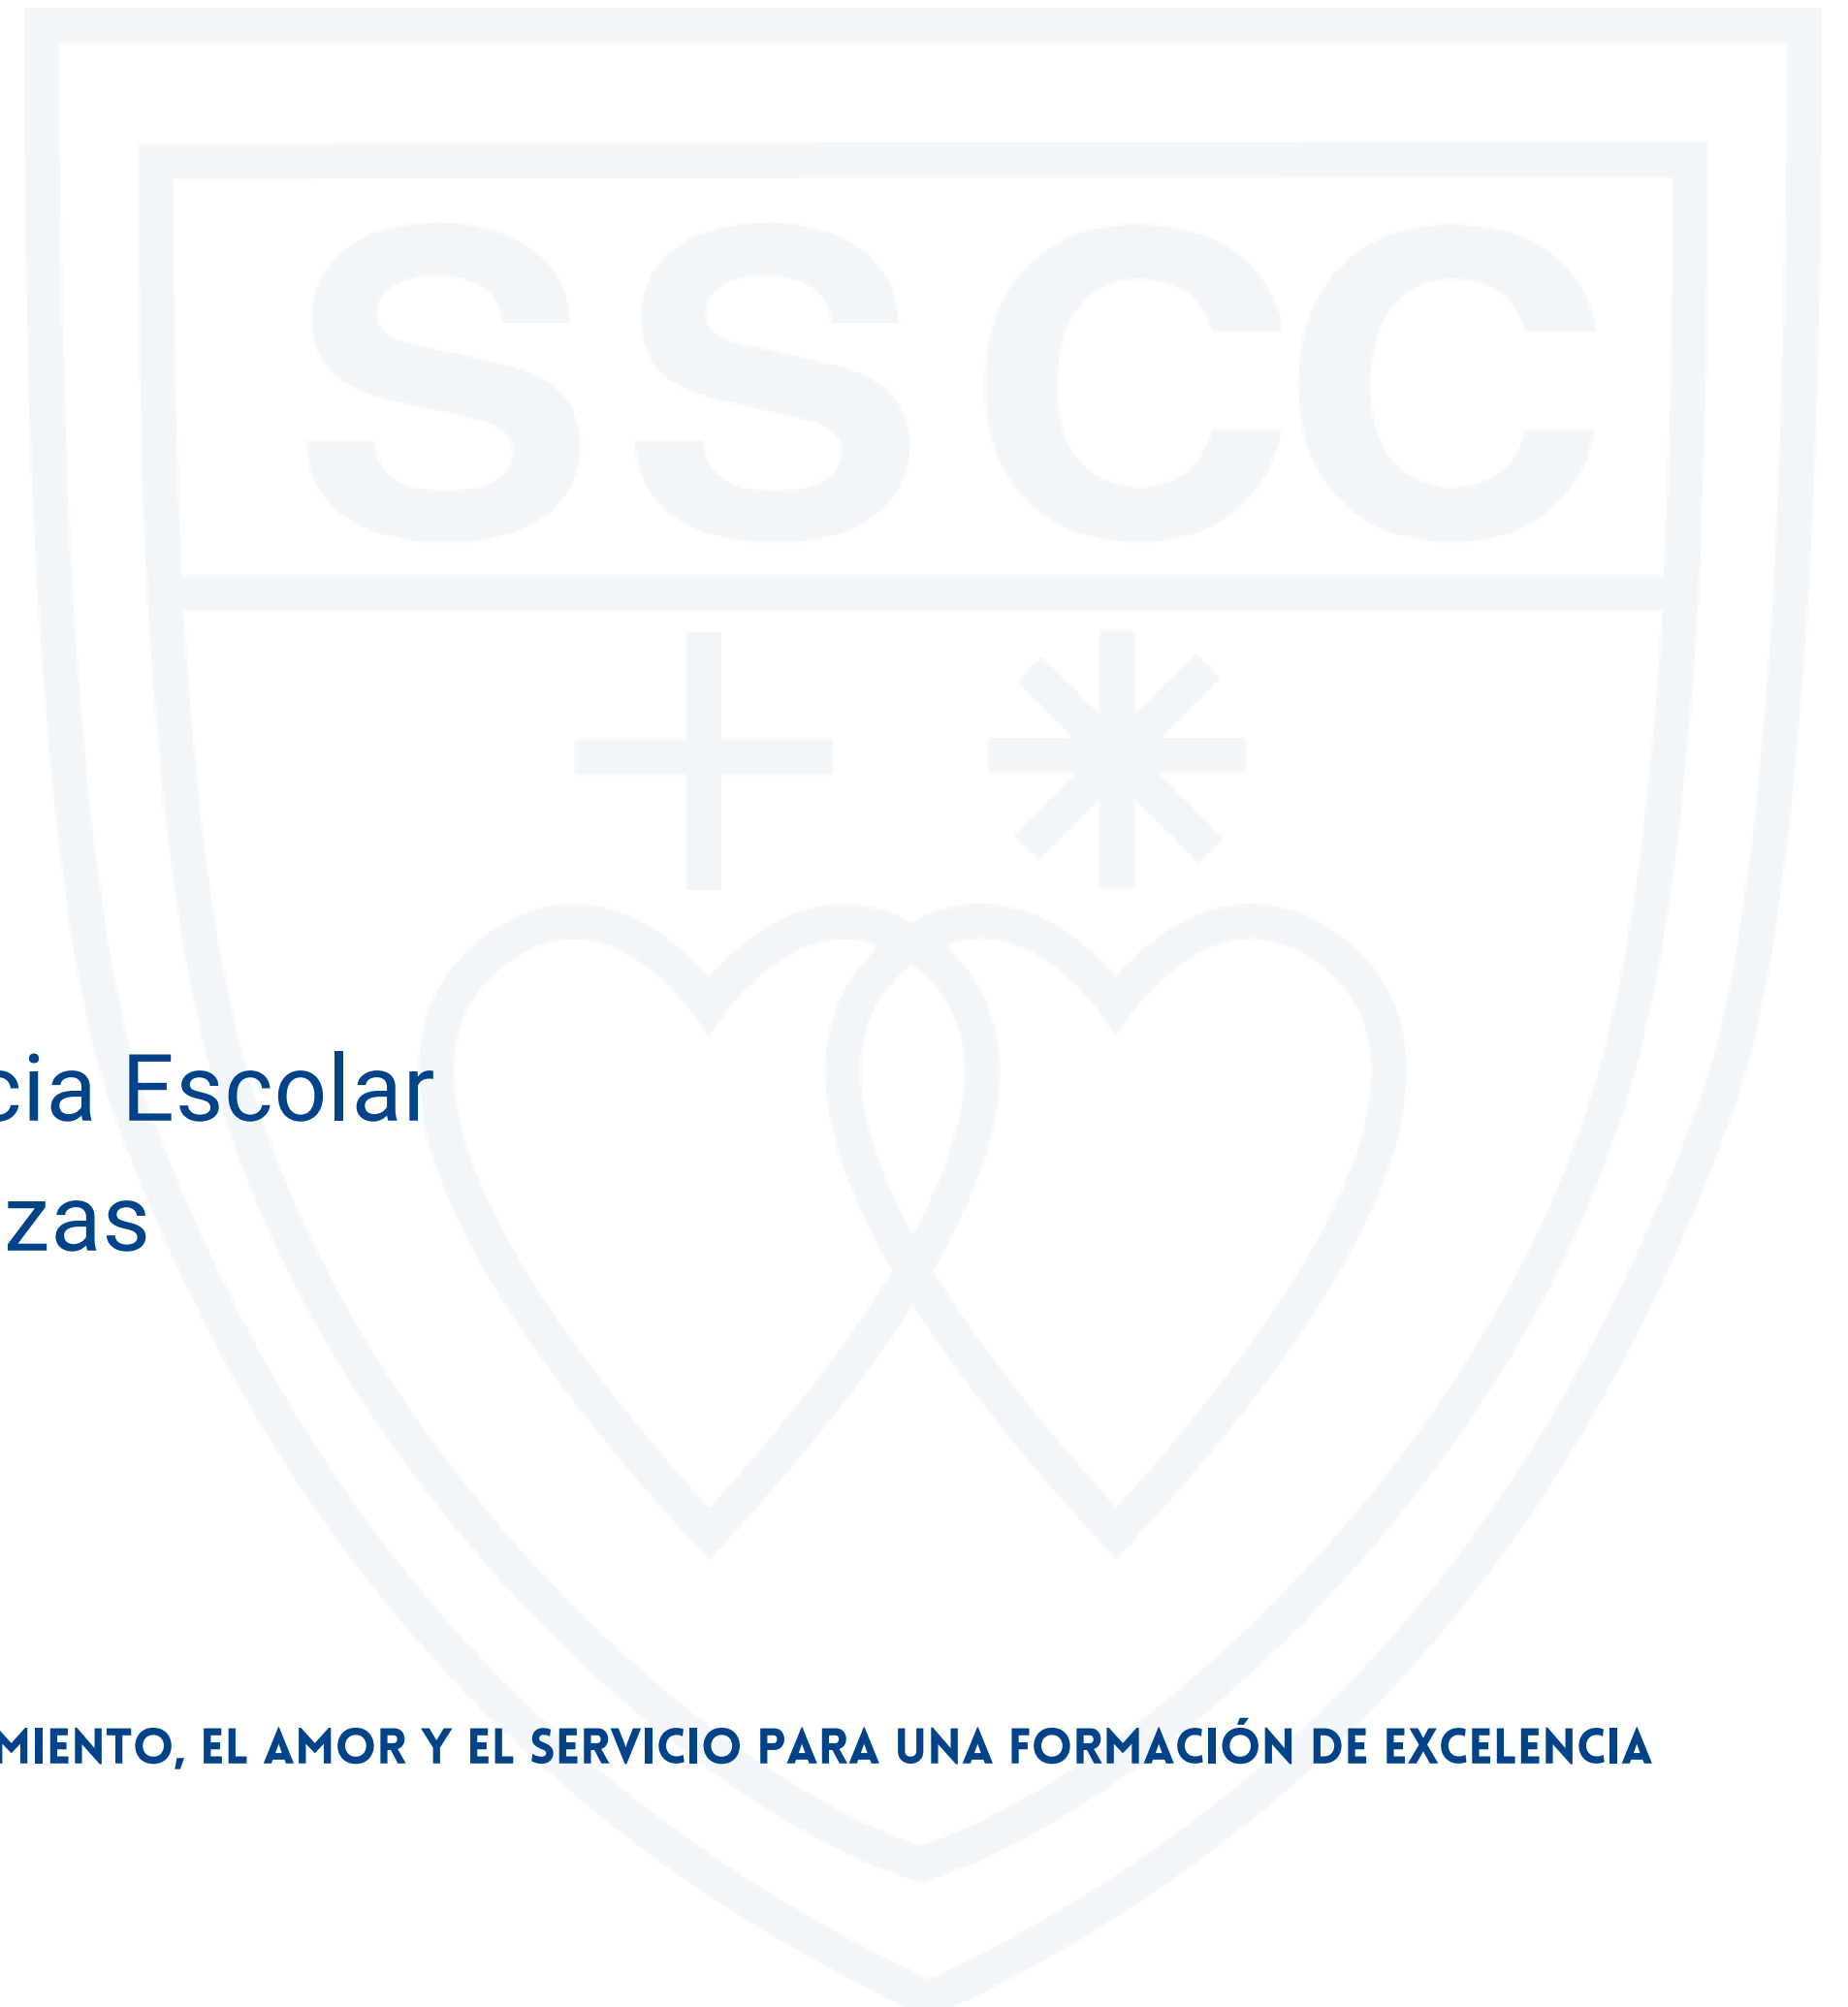 SSCC
cia Escolar
zas
MIENTO, EL AMOR Y EL SERVICIO PARA UNA FORMACIÓN DE EXCELENCIA